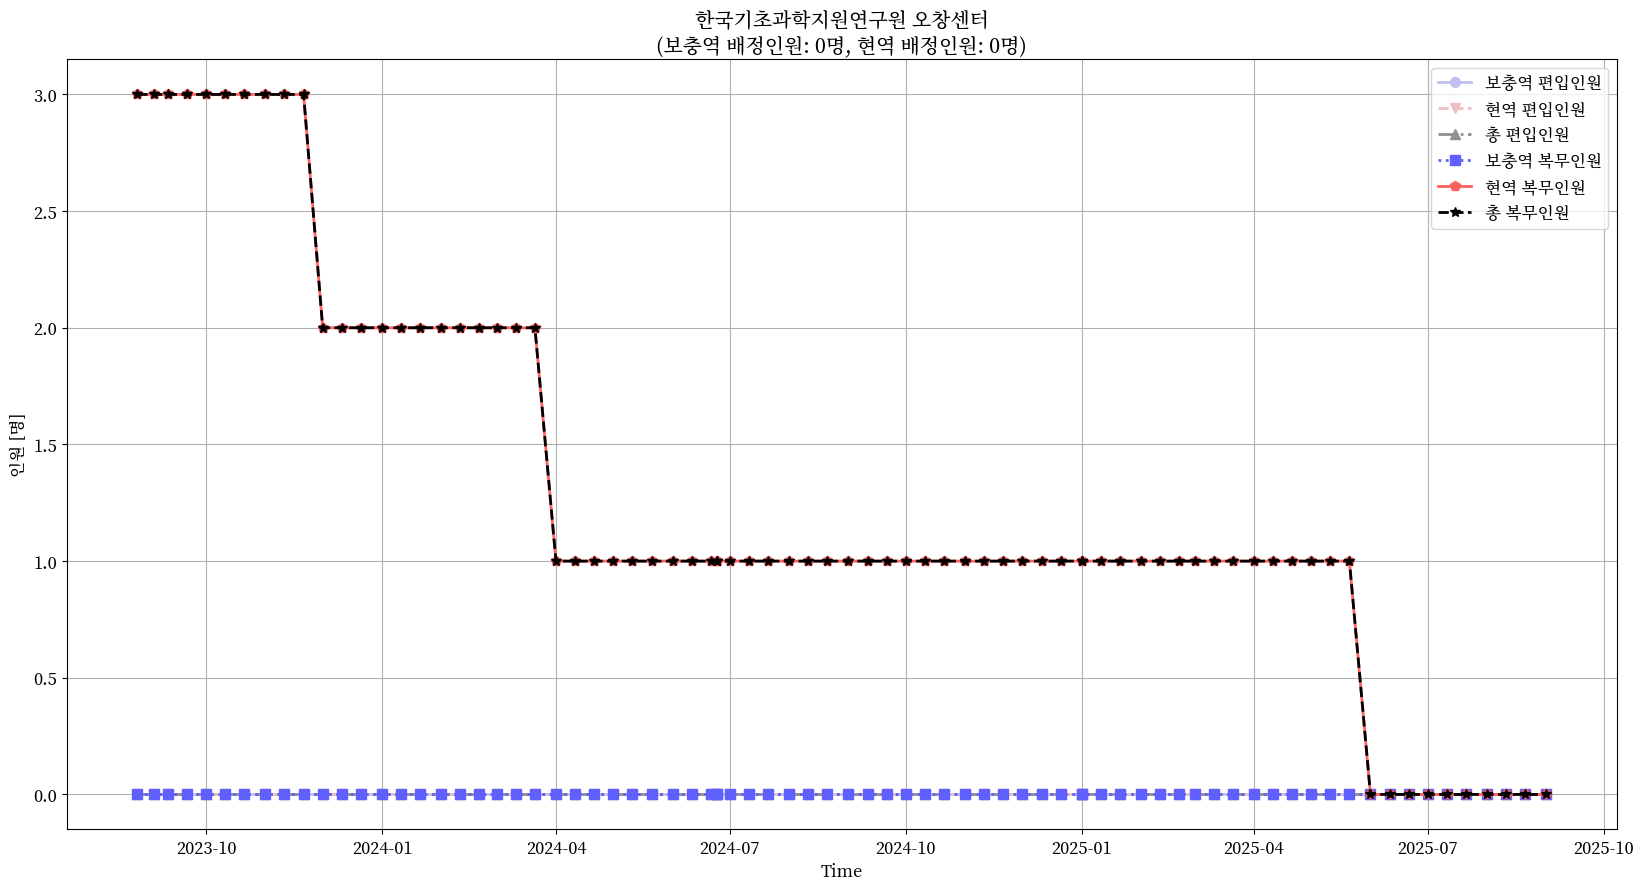 한국기초과학지원연구원 오창센터
(보충역 배정인원: 0명, 현역 배정인원: 0명)
보충역 편입인원
현역 편입인원
총 편입인원
보충역 복무인원
현역 복무인원
총 복무인원
인원 [명]
3.0
2.5
2.0
1.5
1.0
0.5
0.0
2023-10
2024-01
2024-04
2024-07
2024-10
2025-01
2025-04
2025-07
2025-10
Time